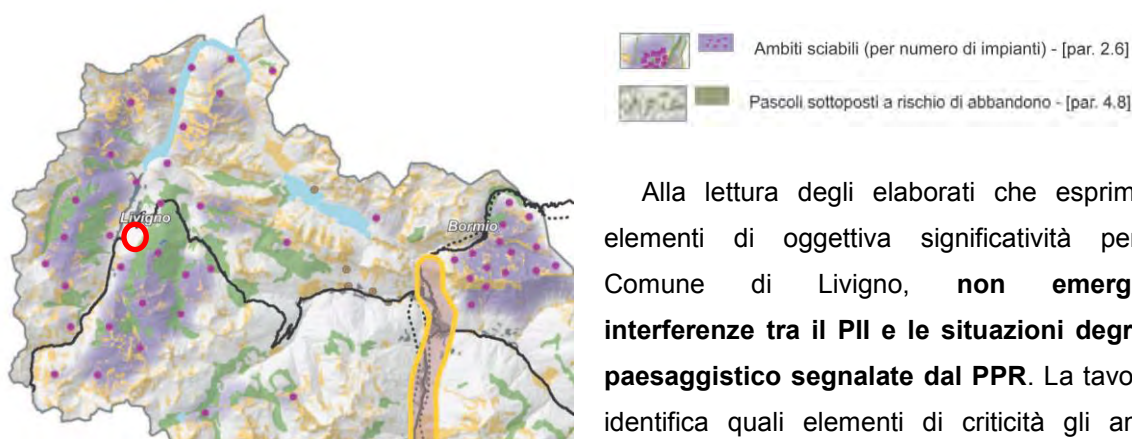 Livigno
Bormio
Ambiti sciabili (per numero di impianti) - [par. 2.6]
Pascoli sottoposti a rischio di abbandono - [par. 4.8]
Alla lettura degli elaborati che esprim
elementi di oggettiva significatività per
Comune di Livigno, non emerg
interferenze tra il PII e le situazioni degr
paesaggistico segnalate dal PPR. La tavo
identifica quali elementi di criticità gli am